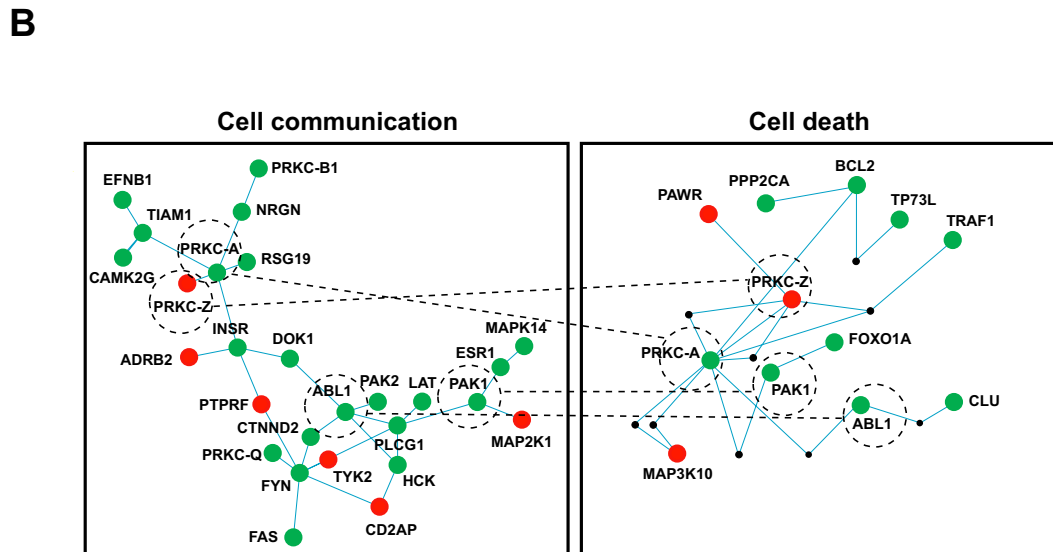 B
Cell communication
Cell death
EFNB1
PRKC-B1
TIAM1
NRGN
PRKC-A
RSG19
CAMK2G
PRKC-Z
INSR
DOK1
MAPK14
ADRB2
ESR1
ABL1
PAK2
LAT
PAK1
PTPRF
CTNND2
PLCG1
MAP2K1
PRKC-Q
FYN
TYK2
HCK
CD2AP
FAS
BCL2
PPP2CA
PAWR
TP73L
TRAF1
PRKC-Z
PRKC-A
FOXO1A
PAK1
CLU
ABL1
MAP3K10